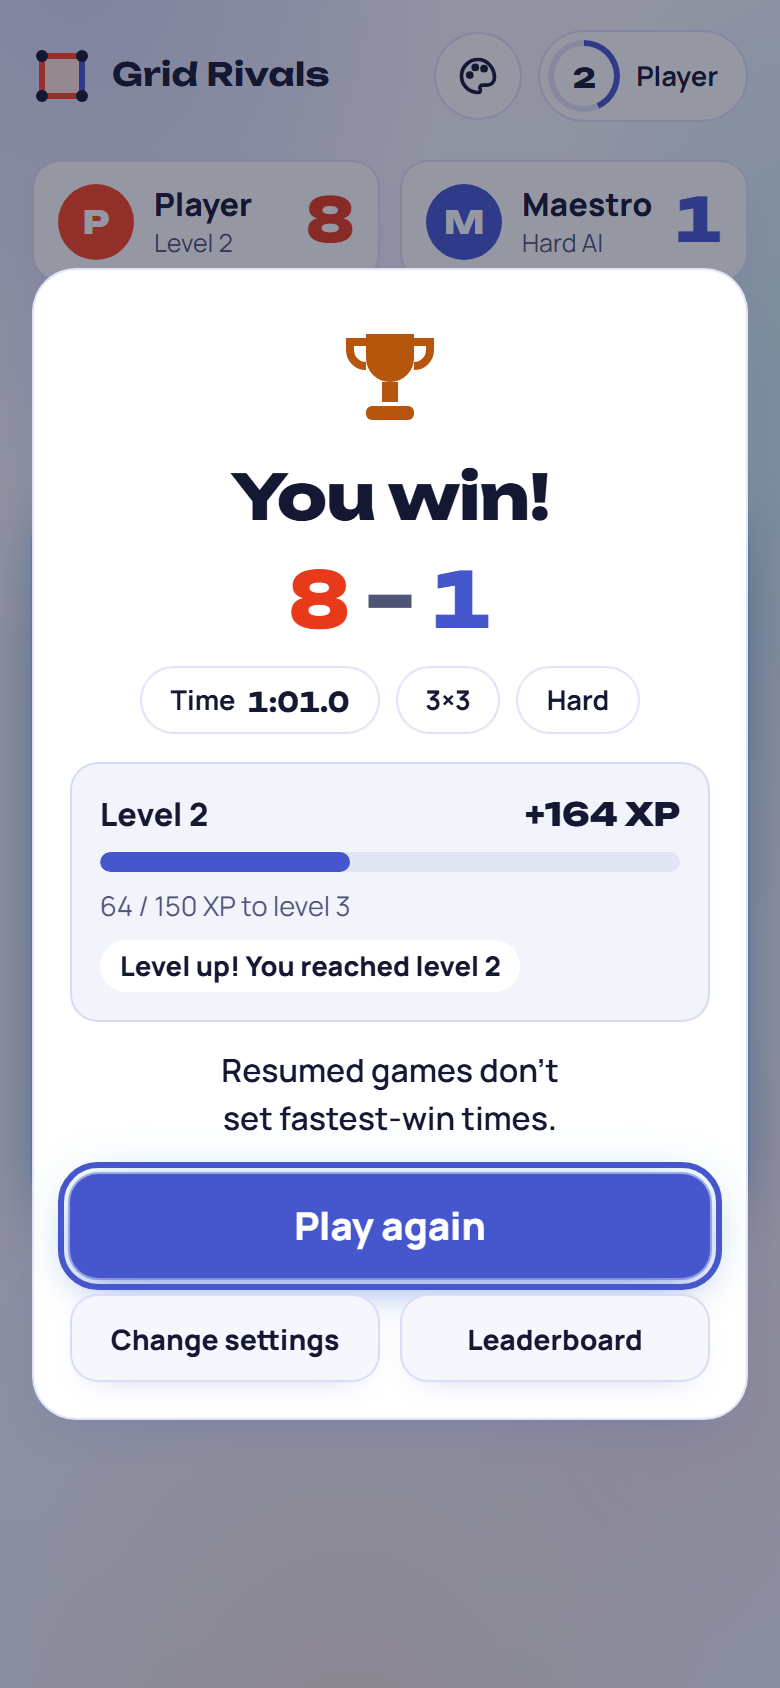 Grid Rivals
2 Player
P Player 8
Level 2
M Maestro 1
Hard AI
You win!
8 – 1
Time 1:01.0 3×3 Hard
Level 2 +164 XP
64 / 150 XP to level 3
Level up! You reached level 2
Resumed games don’t
set fastest-win times.
Play again
Change settings Leaderboard